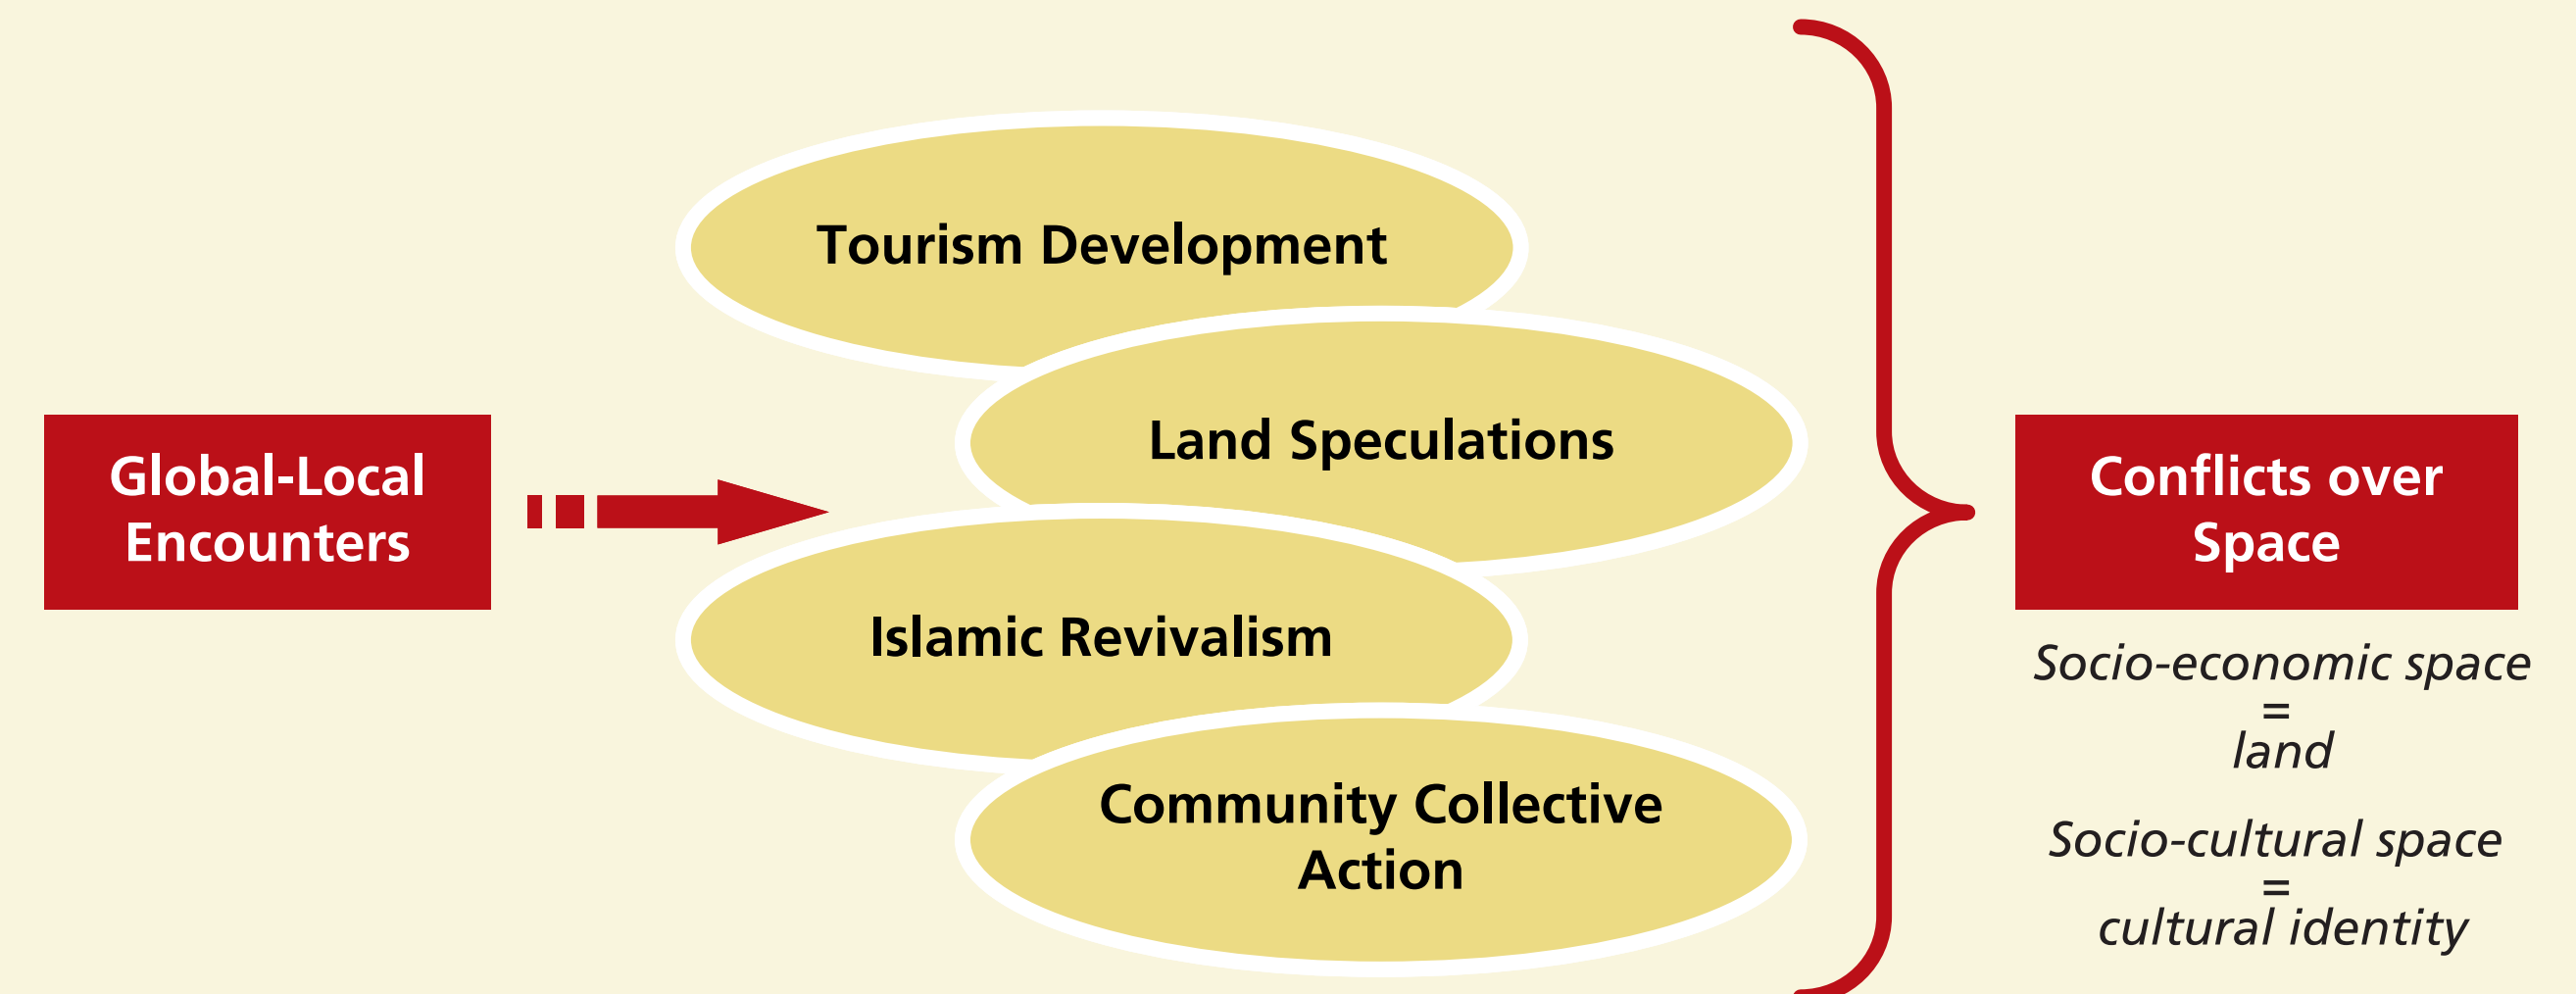 Global-Local
Encounters
Tourism Development
Land Speculations
Islamic Revivalism
Community Collective
Action
Conflicts over
Space
Socio-economic space
=
land
Socio-cultural space
=
cultural identity